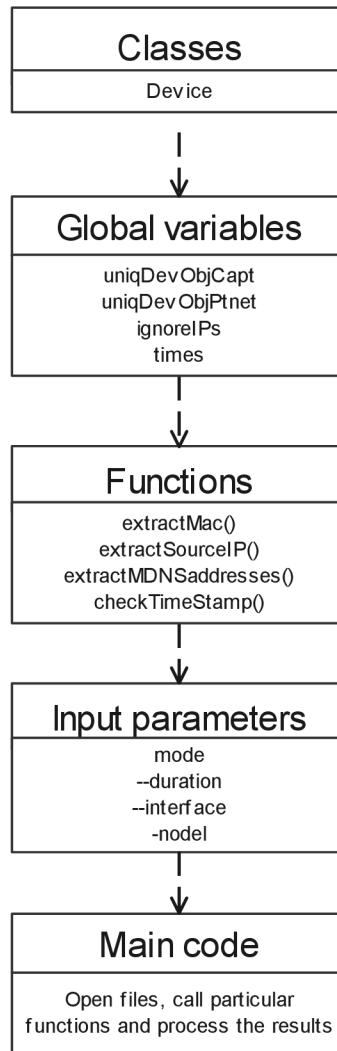 Classes
Device
Global variables
uniqDevObjCapt
uniqDevObjPtnet
ignoreIPs
times
Functions
extractMac()
extractSourceIP()
extractMDNSaddresses()
checkTimeStamp()
Input parameters
mode
--duration
--interface
-nodel
Main code
Open files, call particular
functions and process the results